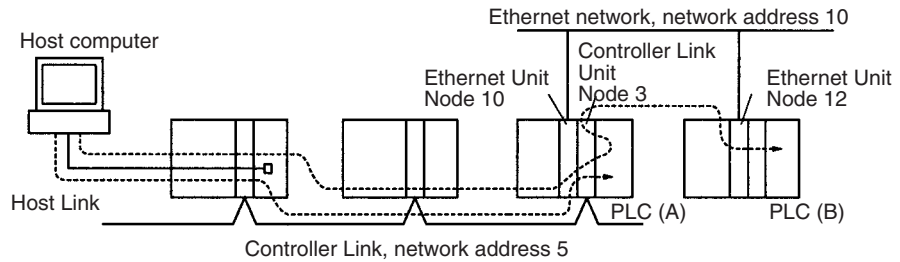 Ethernet network, network address 10
Host computer
Controller Link
Unit
Node 3
Ethernet Unit
Node 10
Ethernet Unit
Node 12
Host Link
PLC (A)
PLC (B)
Controller Link, network address 5